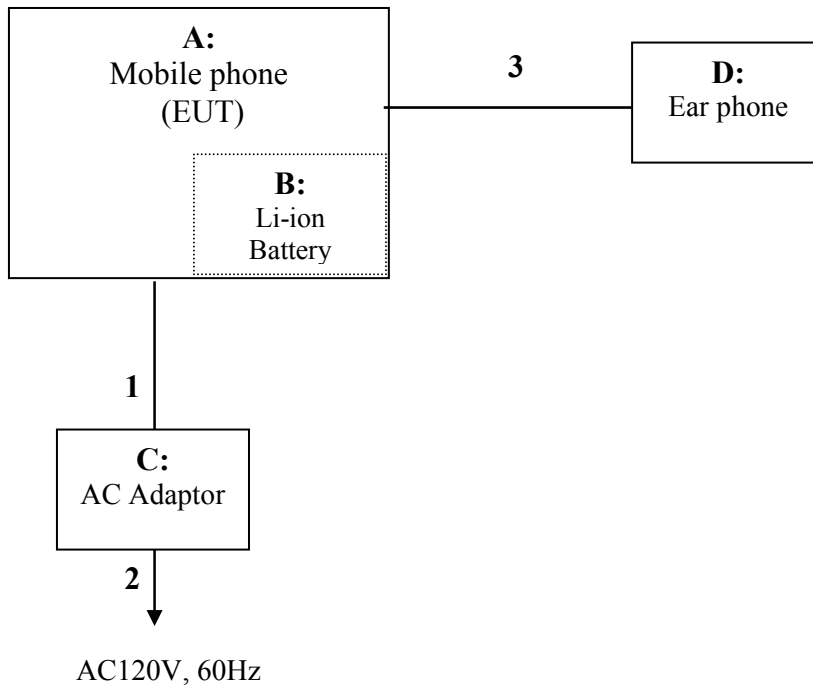 A:
Mobile phone
(EUT)
3
D:
Ear phone
B:
Li-ion
Battery
1
C:
AC Adaptor
2
AC120V, 60Hz